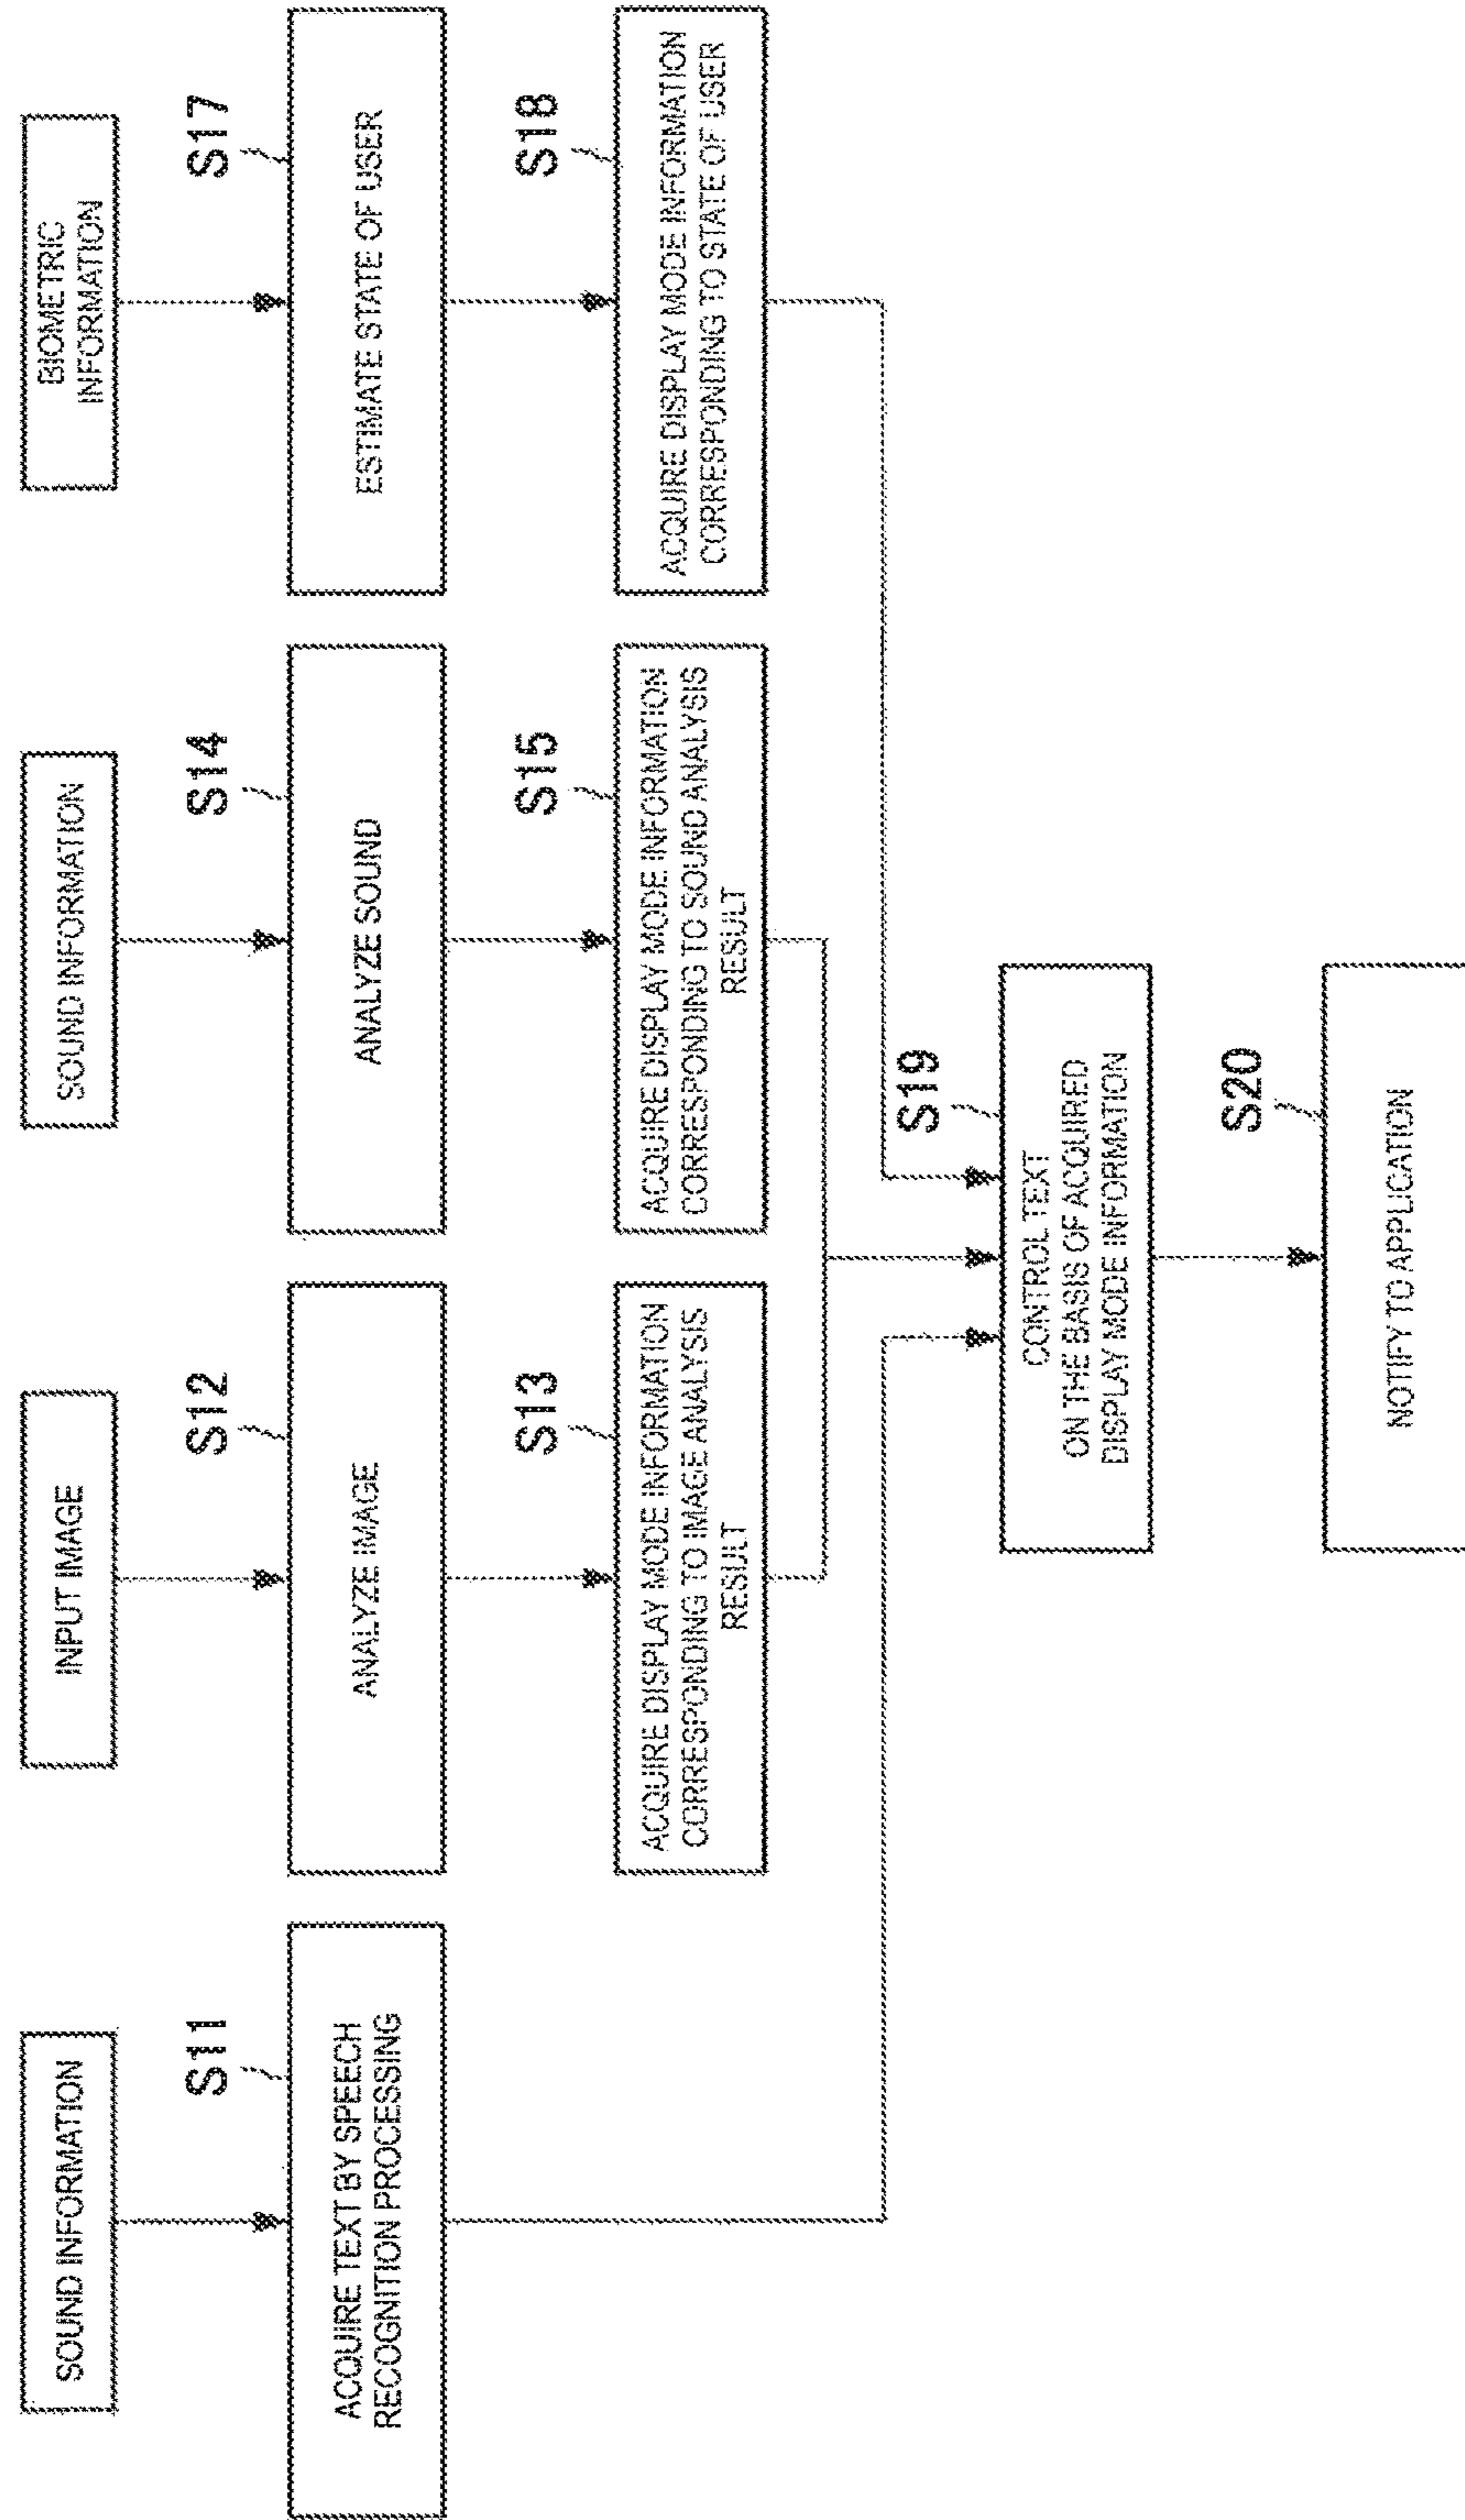 SOUND INFORMATION
S11
ACQUIRE TEXT BY SPEECH
RECOGNITION PROCESSING
INPUT IMAGE
S12
ANALYZE IMAGE
S13
ACQUIRE DISPLAY MODE INFORMATION
CORRESPONDING TO IMAGE ANALYSIS
RESULT
SOUND INFORMATION
S14
ANALYZE SOUND
S15
ACQUIRE DISPLAY MODE INFORMATION
CORRESPONDING TO SOUND ANALYSIS
RESULT
BIOMETRIC
INFORMATION
S17
ESTIMATE STATE OF USER
S18
ACQUIRE DISPLAY MODE INFORMATION
CORRESPONDING TO STATE OF USER
S19
CONTROL TEXT
ON THE BASIS OF ACQUIRED
DISPLAY MODE INFORMATION
S20
NOTIFY TO APPLICATION